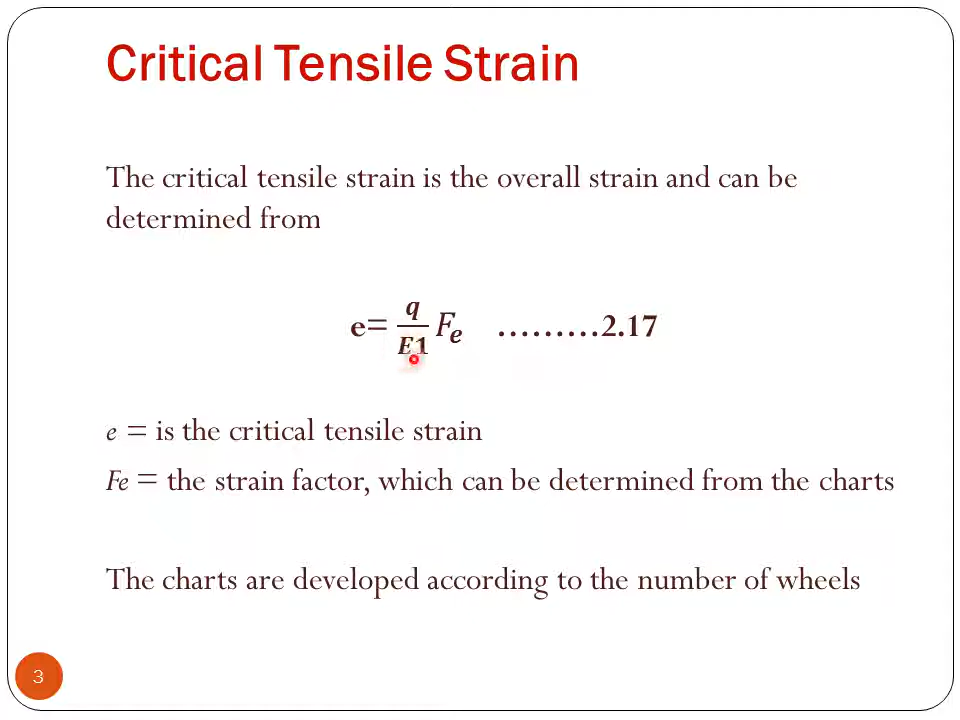 Critical Tensile Strain
The critical tensile strain is the overall strain and can be
determined from
e= q/E1 Fe ………2.17
e = is the critical tensile strain
Fe = the strain factor, which can be determined from the charts
The charts are developed according to the number of wheels
3